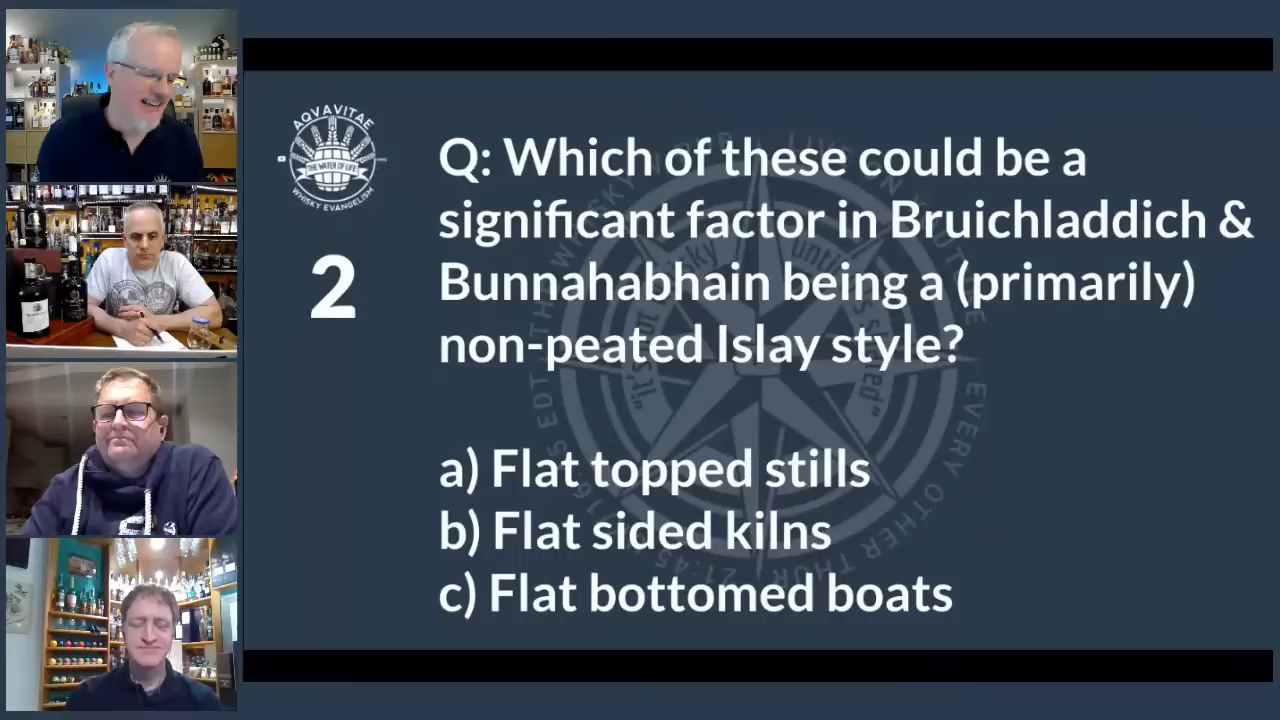 AQVAVITAE
THE WATER OF LIFE
WHISKY EVANGELISM
2
Q: Which of these could be a
significant factor in Bruichladdich &
Bunnahabhain being a (primarily)
non-peated Islay style?
a) Flat topped stills
b) Flat sided kilns
c) Flat bottomed boats